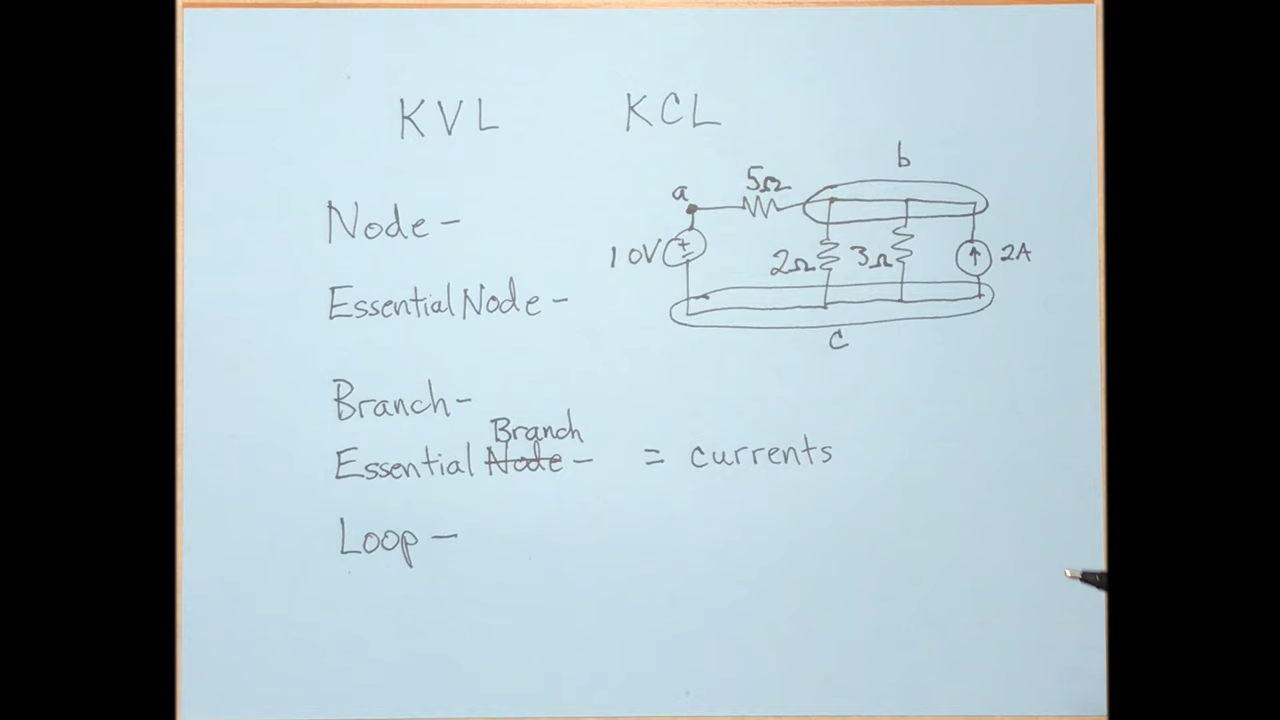 KVL KCL
b
a 5Ω
Node -
10V 2Ω 3Ω 2A
Essential Node -
c
Branch -
Branch
Essential Node - = currents
Loop -